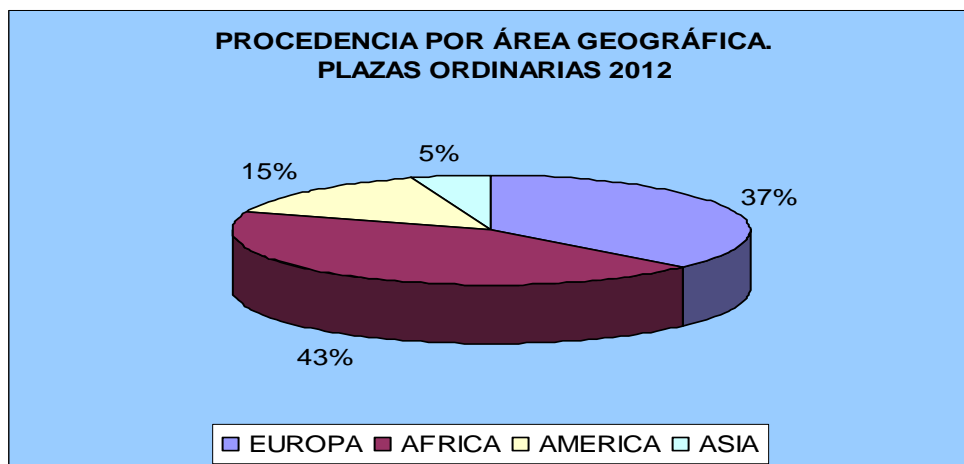 PROCEDENCIA POR ÁREA GEOGRÁFICA.
PLAZAS ORDINARIAS 2012
5%
15%
37%
43%
EUROPA AFRICA AMERICA ASIA